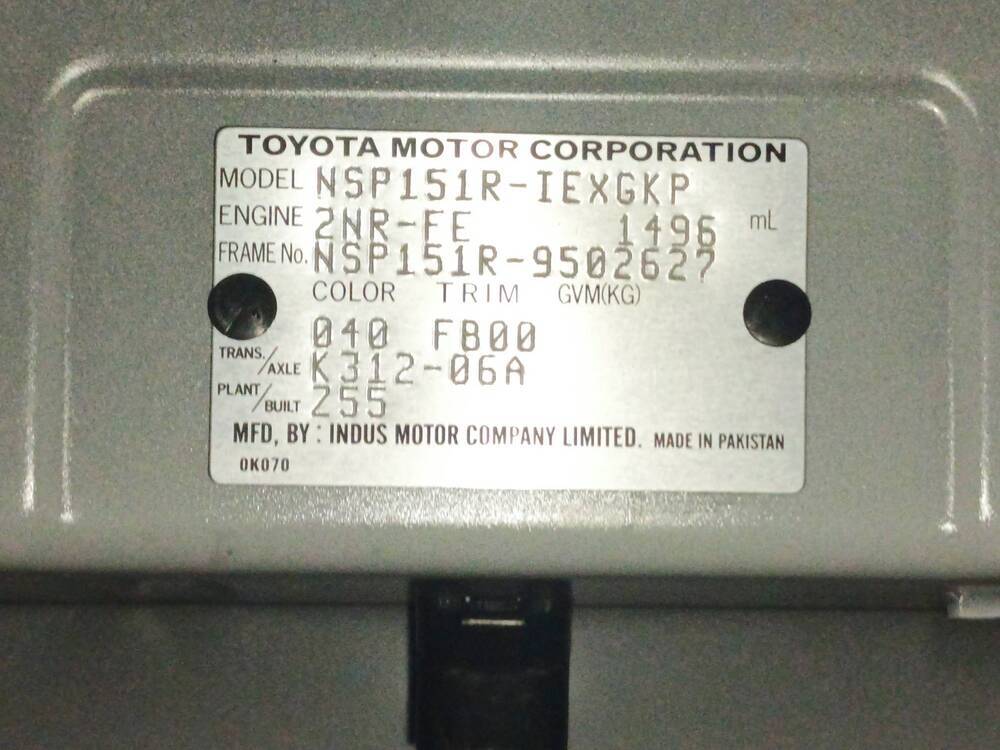 TOYOTA MOTOR CORPORATION
MODEL NSP151R-IEXGKP
ENGINE 2NR-FE 1496 mL
FRAME No. NSP151R-9502627
COLOR TRIM GVM(KG)
040 FB00
TRANS./AXLE K312-06A
PLANT/BUILT Z55
MFD, BY : INDUS MOTOR COMPANY LIMITED. MADE IN PAKISTAN
0K070